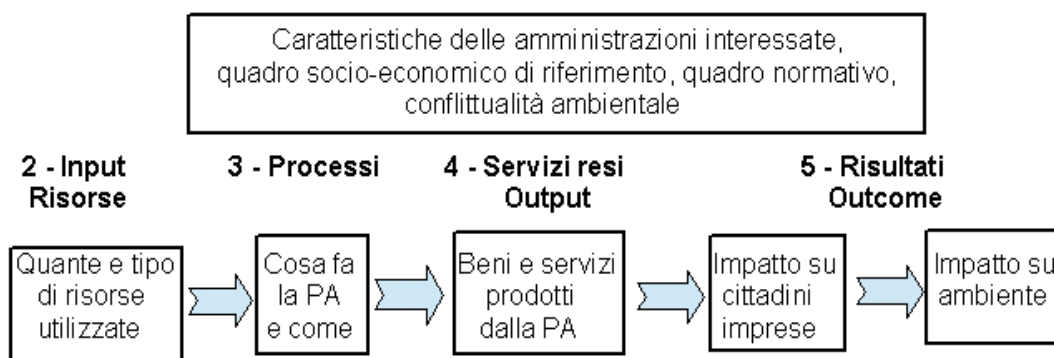 Caratteristiche delle amministrazioni interessate,
quadro socio-economico di riferimento, quadro normativo,
conflittualità ambientale
2 - Input
Risorse
3 - Processi
4 - Servizi resi
Output
5 - Risultati
Outcome
Quante e tipo
di risorse
utilizzate
Cosa fa
la PA
e come
Beni e servizi
prodotti
dalla PA
Impatto su
cittadini
imprese
Impatto su
ambiente